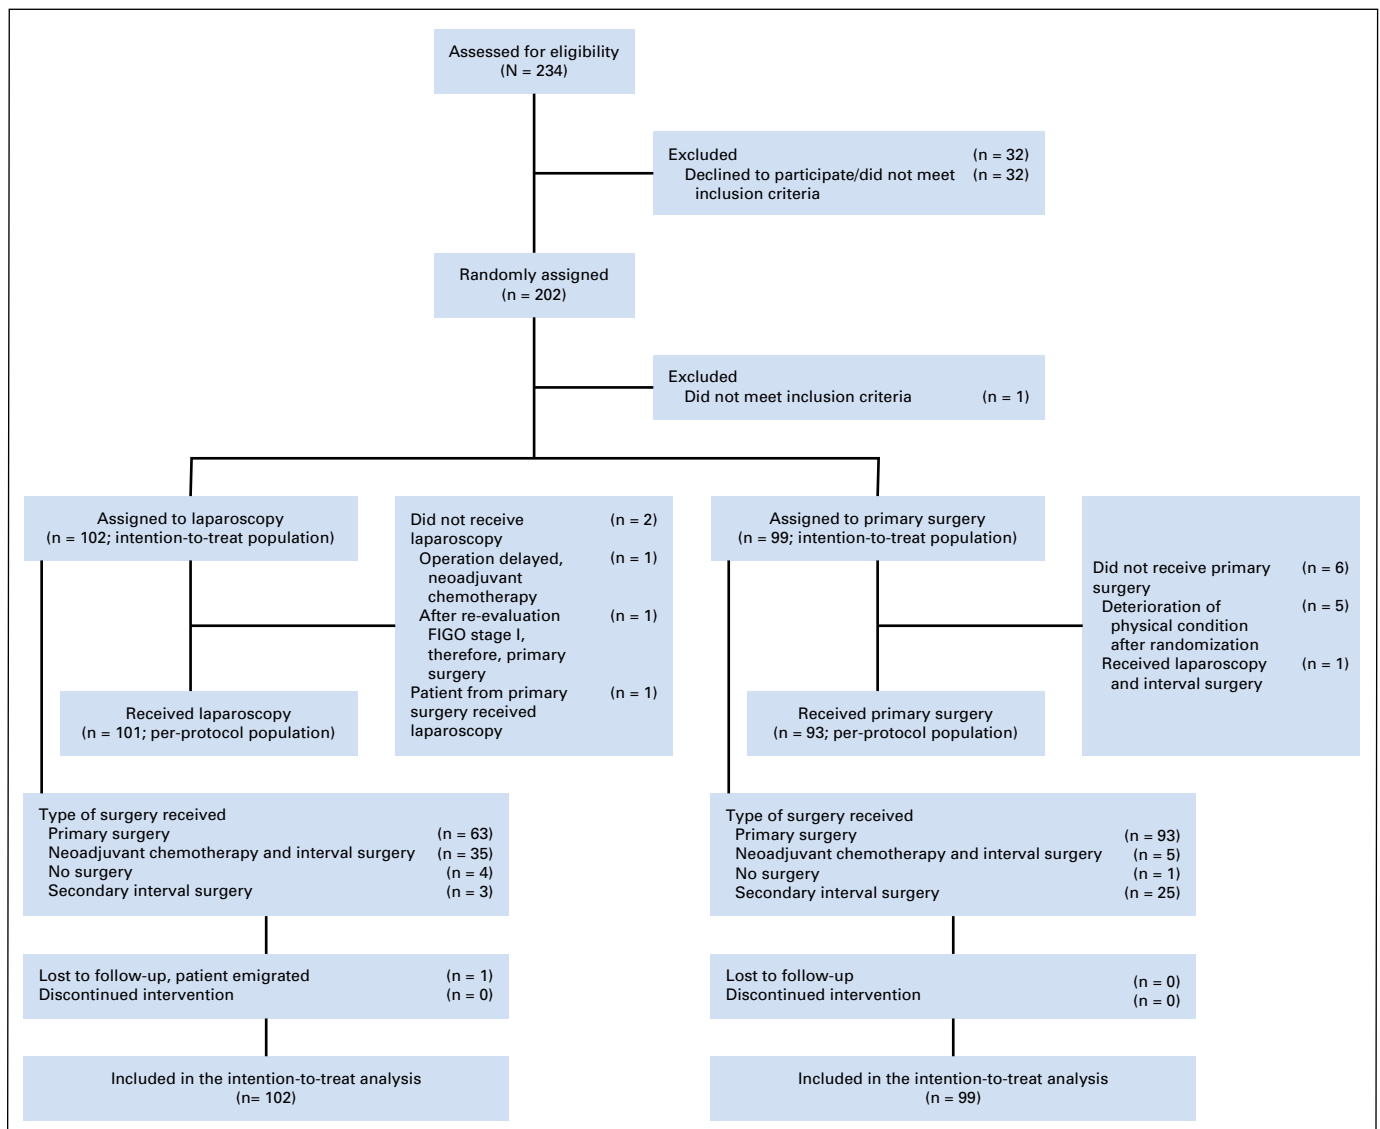 Assessed for eligibility
(N = 234)
Excluded (n = 32)
Declined to participate/did not meet (n = 32)
inclusion criteria
Randomly assigned
(n = 202)
Excluded
Did not meet inclusion criteria (n = 1)
Assigned to laparoscopy
(n = 102; intention-to-treat population)
Did not receive (n = 2)
laparoscopy
Operation delayed, (n = 1)
neoadjuvant
chemotherapy
After re-evaluation (n = 1)
FIGO stage I,
therefore, primary
surgery
Patient from primary (n = 1)
surgery received
laparoscopy
Received laparoscopy
(n = 101; per-protocol population)
Assigned to primary surgery
(n = 99; intention-to-treat population)
Did not receive primary (n = 6)
surgery
Deterioration of (n = 5)
physical condition
after randomization
Received laparoscopy (n = 1)
and interval surgery
Received primary surgery
(n = 93; per-protocol population)
Type of surgery received
Primary surgery (n = 63)
Neoadjuvant chemotherapy and interval surgery (n = 35)
No surgery (n = 4)
Secondary interval surgery (n = 3)
Type of surgery received
Primary surgery (n = 93)
Neoadjuvant chemotherapy and interval surgery (n = 5)
No surgery (n = 1)
Secondary interval surgery (n = 25)
Lost to follow-up, patient emigrated (n = 1)
Discontinued intervention (n = 0)
Lost to follow-up (n = 0)
Discontinued intervention (n = 0)
Included in the intention-to-treat analysis
(n= 102)
Included in the intention-to-treat analysis
(n = 99)